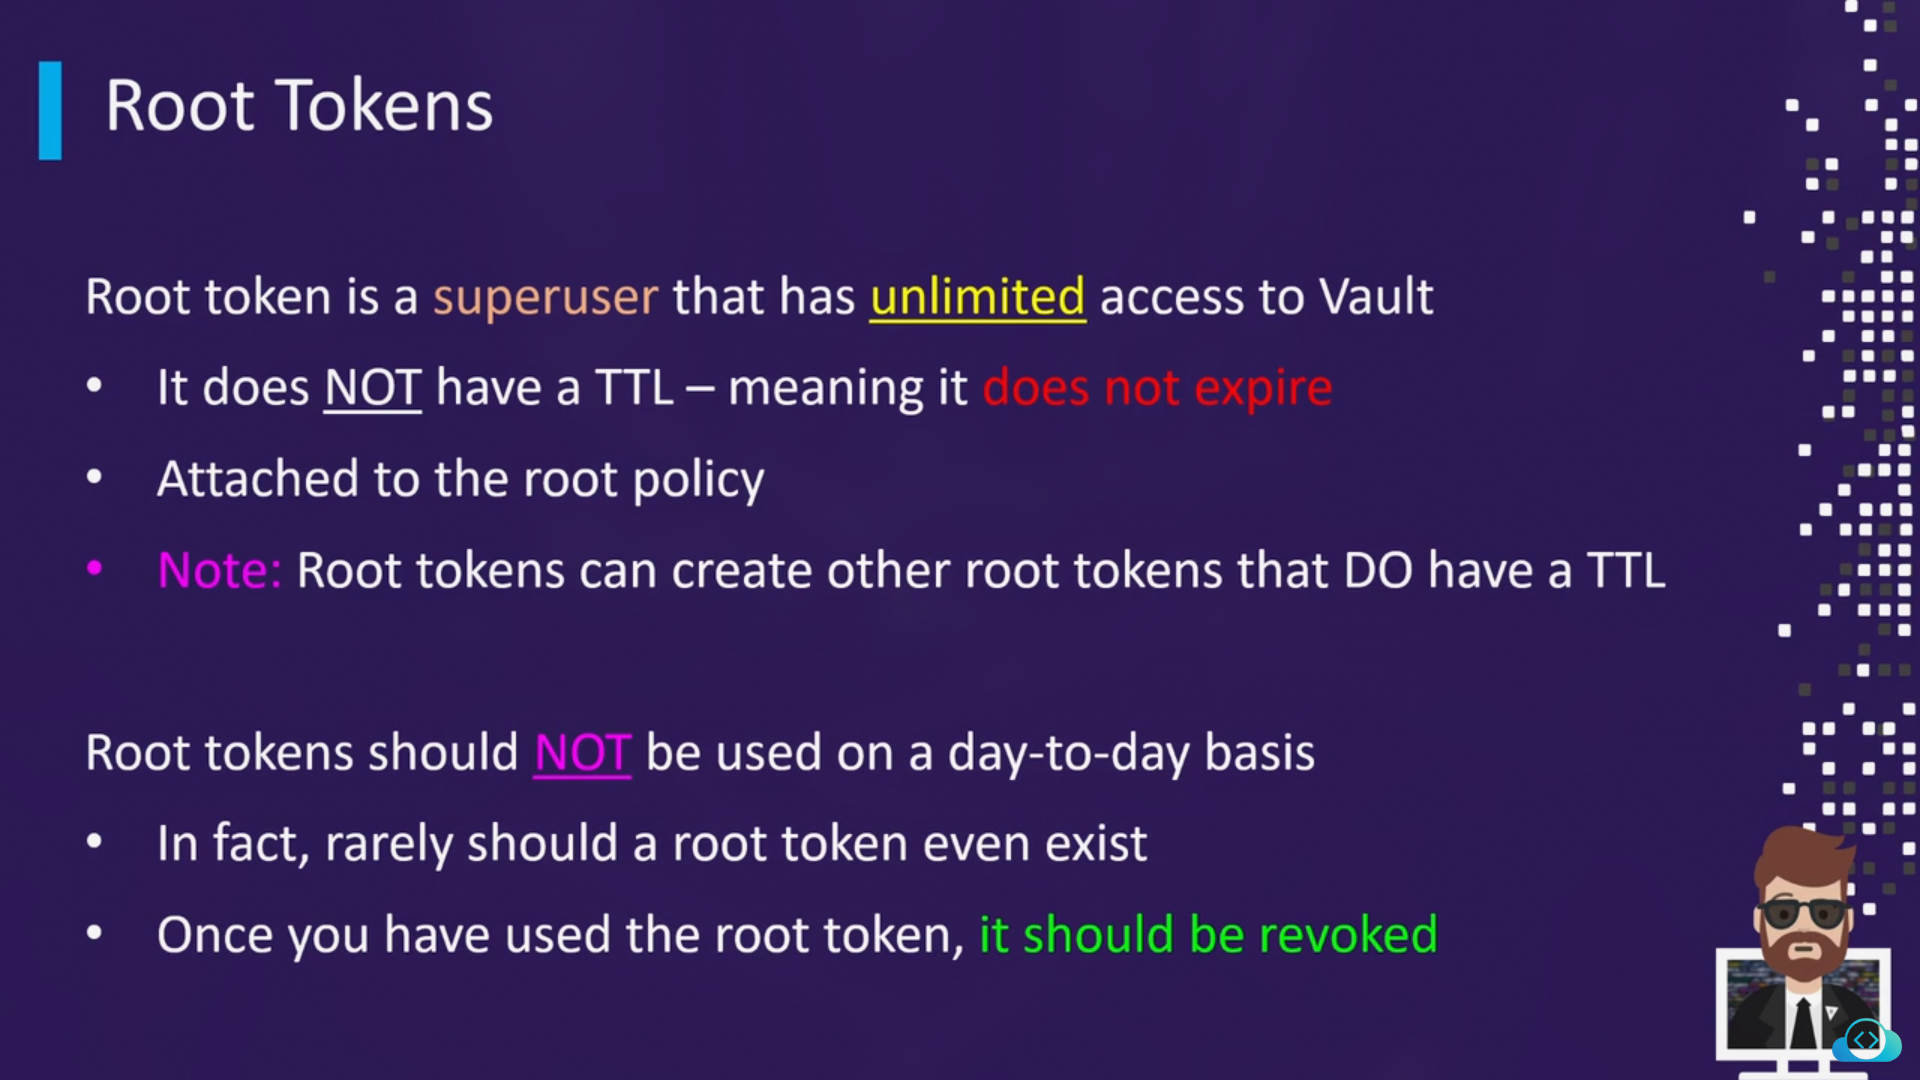 Root Tokens
Root token is a superuser that has unlimited access to Vault
• It does NOT have a TTL – meaning it does not expire
• Attached to the root policy
• Note: Root tokens can create other root tokens that DO have a TTL
Root tokens should NOT be used on a day-to-day basis
• In fact, rarely should a root token even exist
• Once you have used the root token, it should be revoked